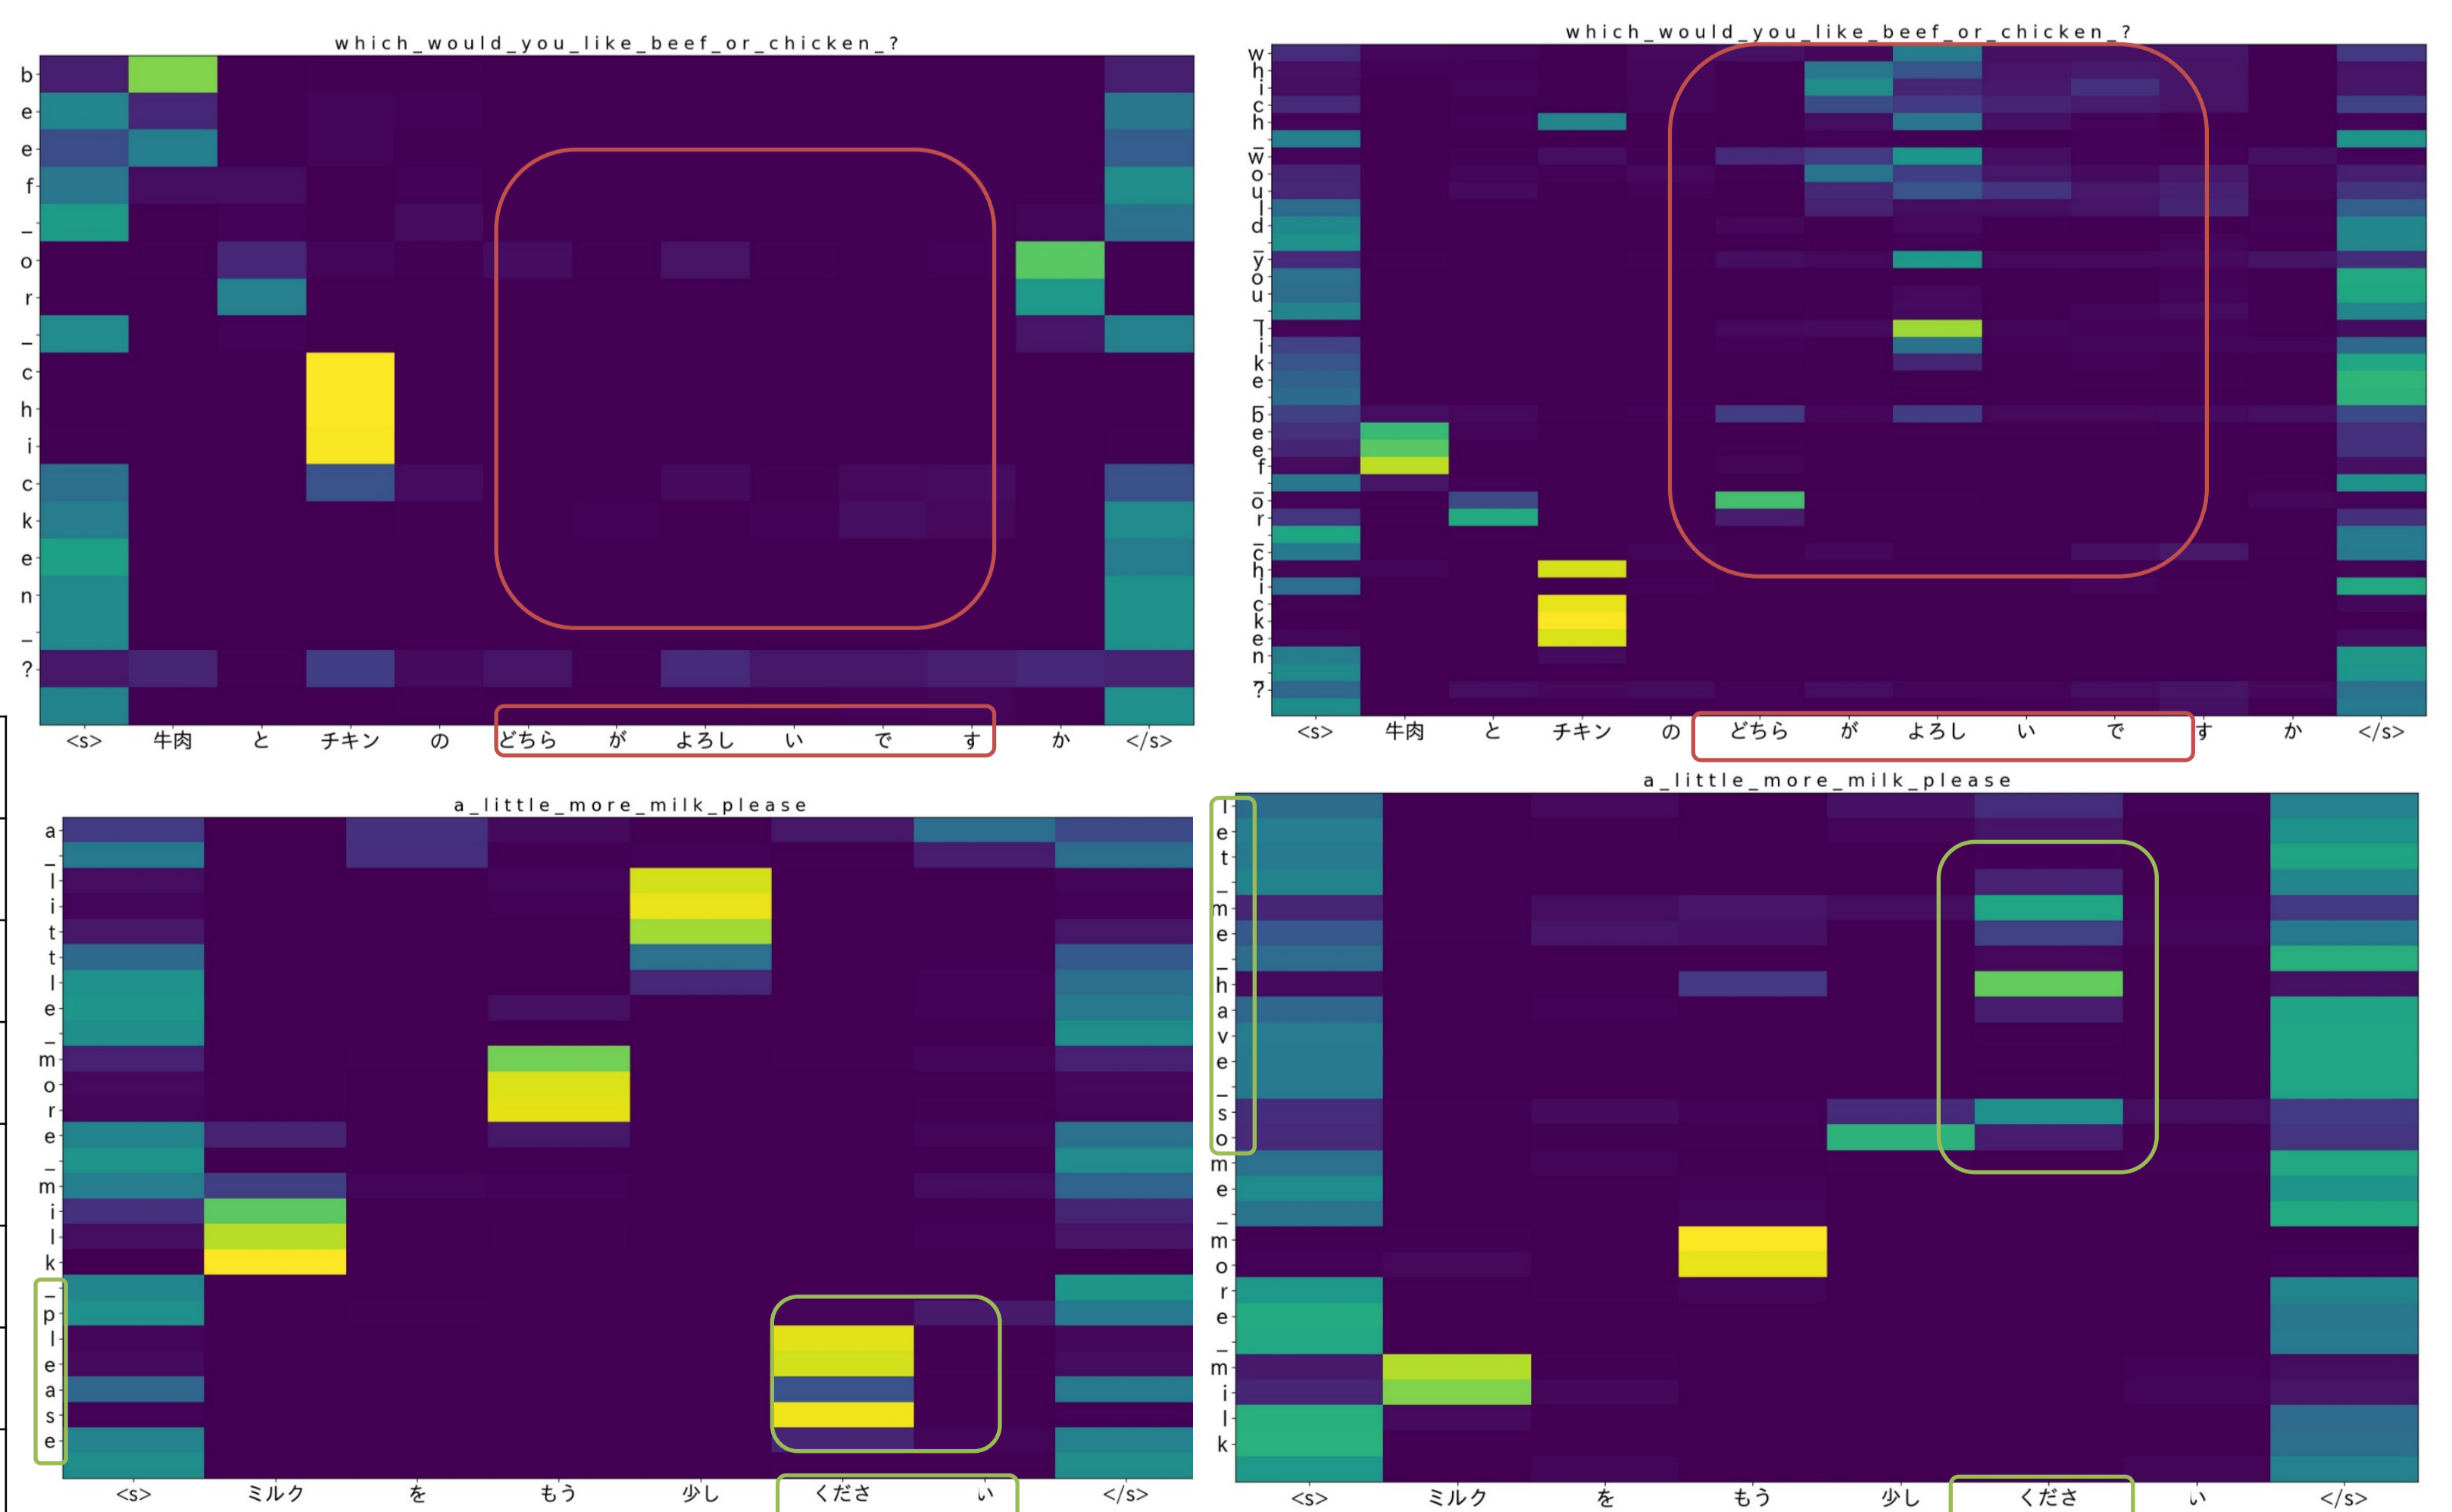 which_would_you_like_beef_or_chicken_?
b e e f _ o r _ c h i c k e n _ ?
<s> 牛肉 と チキン の どちら が よろし い で す か </s>
which_would_you_like_beef_or_chicken_?
w h i c h _ w o u l d _ y o u _ l i k e _ b e e f _ o r _ c h i c k e n _ ?
<s> 牛肉 と チキン の どちら が よろし い で す か </s>
a_little_more_milk_please
a _ l i t t l e _ m o r e _ m i l k _ p l e a s e
<s> ミルク を もう 少し くださ い </s>
a_little_more_milk_please
l e t _ m e _ h a v e _ s o m e _ m o r e _ m i l k
<s> ミルク を もう 少し くださ い </s>